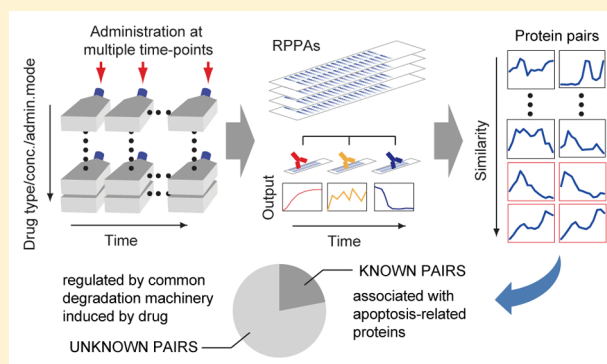 Administration at
multiple time-points
Drug type/conc./admin.mode
Time
RPPAs
Output
Time
Protein pairs
Similarity
regulated by common
degradation machinery
induced by drug
UNKNOWN PAIRS
KNOWN PAIRS
associated with
apoptosis-related
proteins